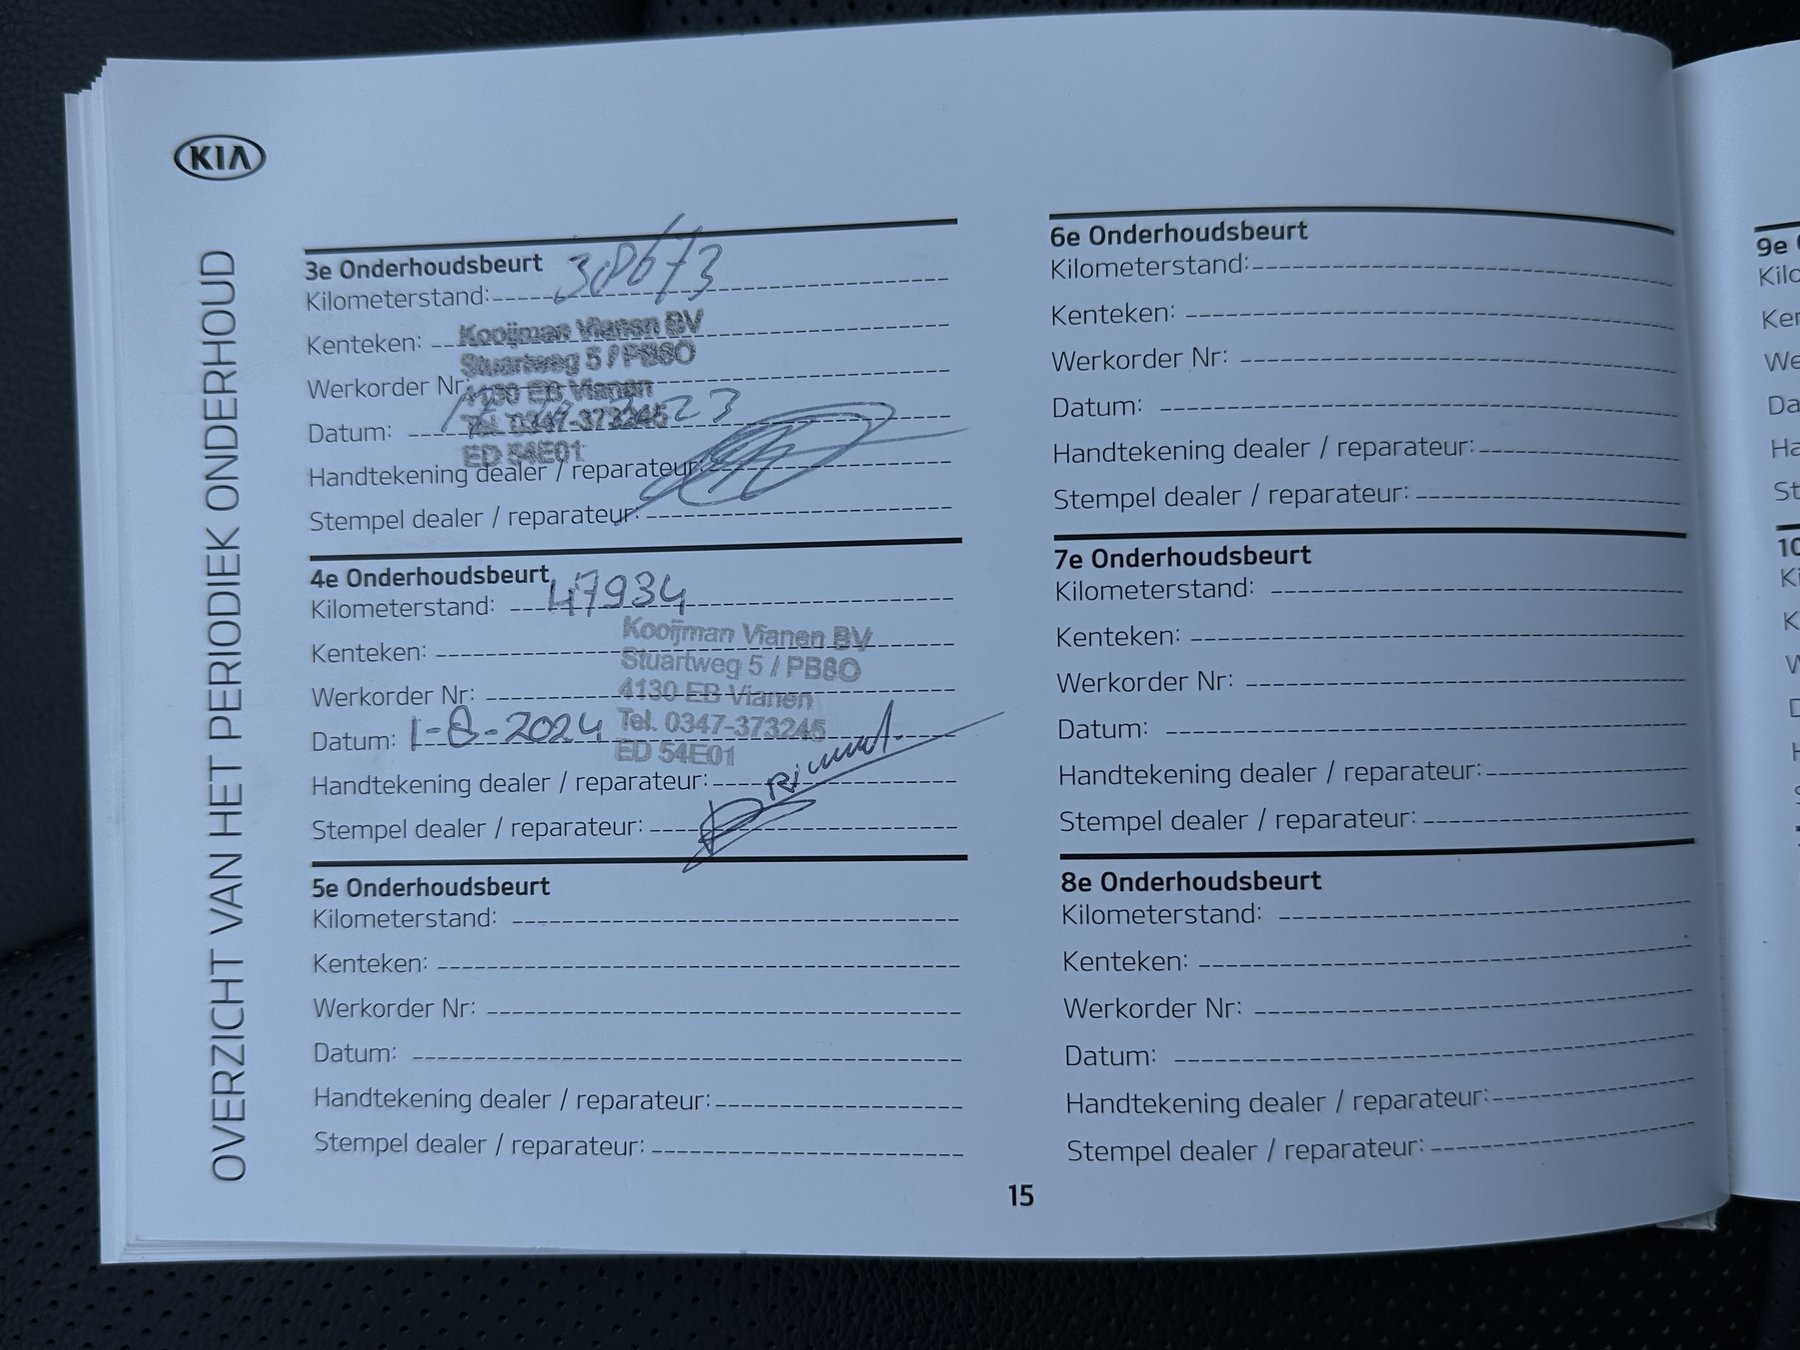 KIA
OVERZICHT VAN HET PERIODIEK ONDERHOUD
3e Onderhoudsbeurt
Kilometerstand:
Kenteken:
Kooijman Vianen BV
Stuartweg 5 / PB80
Werkorder Nr:
4130 EB Vianen
Datum:
Tel. 0347-373245
ED 54E01
Handtekening dealer / reparateur:
Stempel dealer / reparateur:
4e Onderhoudsbeurt
Kilometerstand: 47934
Kooijman Vianen BV
Kenteken:
Stuartweg 5 / PB80
Werkorder Nr:
4130 EB Vianen
Datum: 1-8-2024
Tel. 0347-373245
ED 54E01
Handtekening dealer / reparateur:
Stempel dealer / reparateur:
5e Onderhoudsbeurt
Kilometerstand:
Kenteken:
Werkorder Nr:
Datum:
Handtekening dealer / reparateur:
Stempel dealer / reparateur:
6e Onderhoudsbeurt
Kilometerstand:
Kenteken:
Werkorder Nr:
Datum:
Handtekening dealer / reparateur:
Stempel dealer / reparateur:
7e Onderhoudsbeurt
Kilometerstand:
Kenteken:
Werkorder Nr:
Datum:
Handtekening dealer / reparateur:
Stempel dealer / reparateur:
8e Onderhoudsbeurt
Kilometerstand:
Kenteken:
Werkorder Nr:
Datum:
Handtekening dealer / reparateur:
Stempel dealer / reparateur:
15
9e